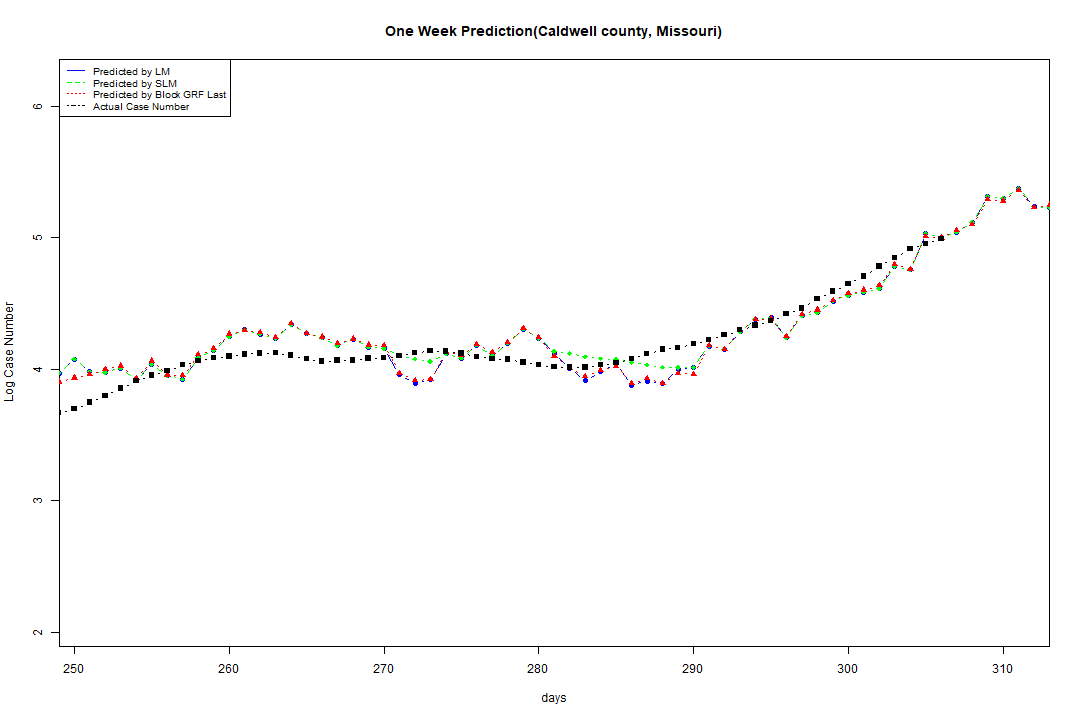 One Week Prediction(Caldwell county, Missouri)
Predicted by LM
Predicted by SLM
Predicted by Block GRF Last
Actual Case Number
6
5
4
3
2
Log Case Number
250 260 270 280 290 300 310
days